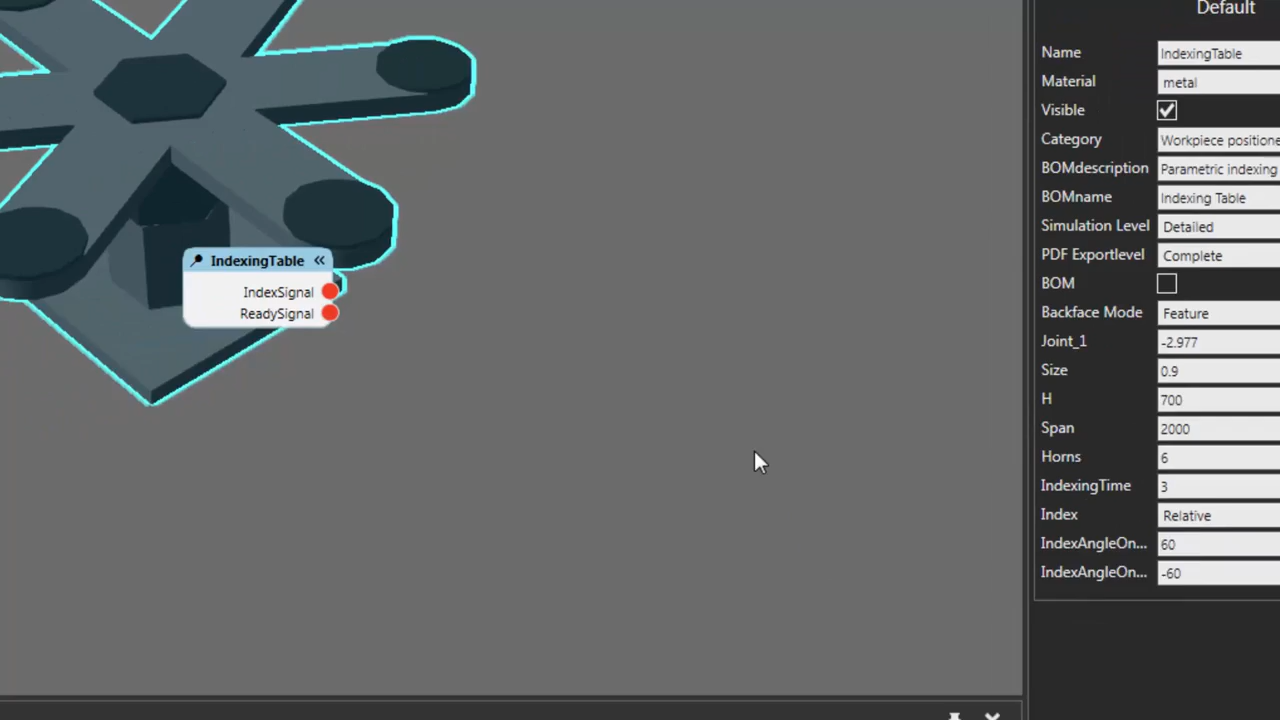 Default
Name IndexingTable
Material metal
Visible
Category Workpiece positione
BOMdescription Parametric indexing
BOMname Indexing Table
Simulation Level Detailed
PDF Exportlevel Complete
BOM
Backface Mode Feature
Joint_1 -2.977
Size 0.9
H 700
Span 2000
Horns 6
IndexingTime 3
Index Relative
IndexAngleOn... 60
IndexAngleOn... -60
IndexingTable
IndexSignal
ReadySignal